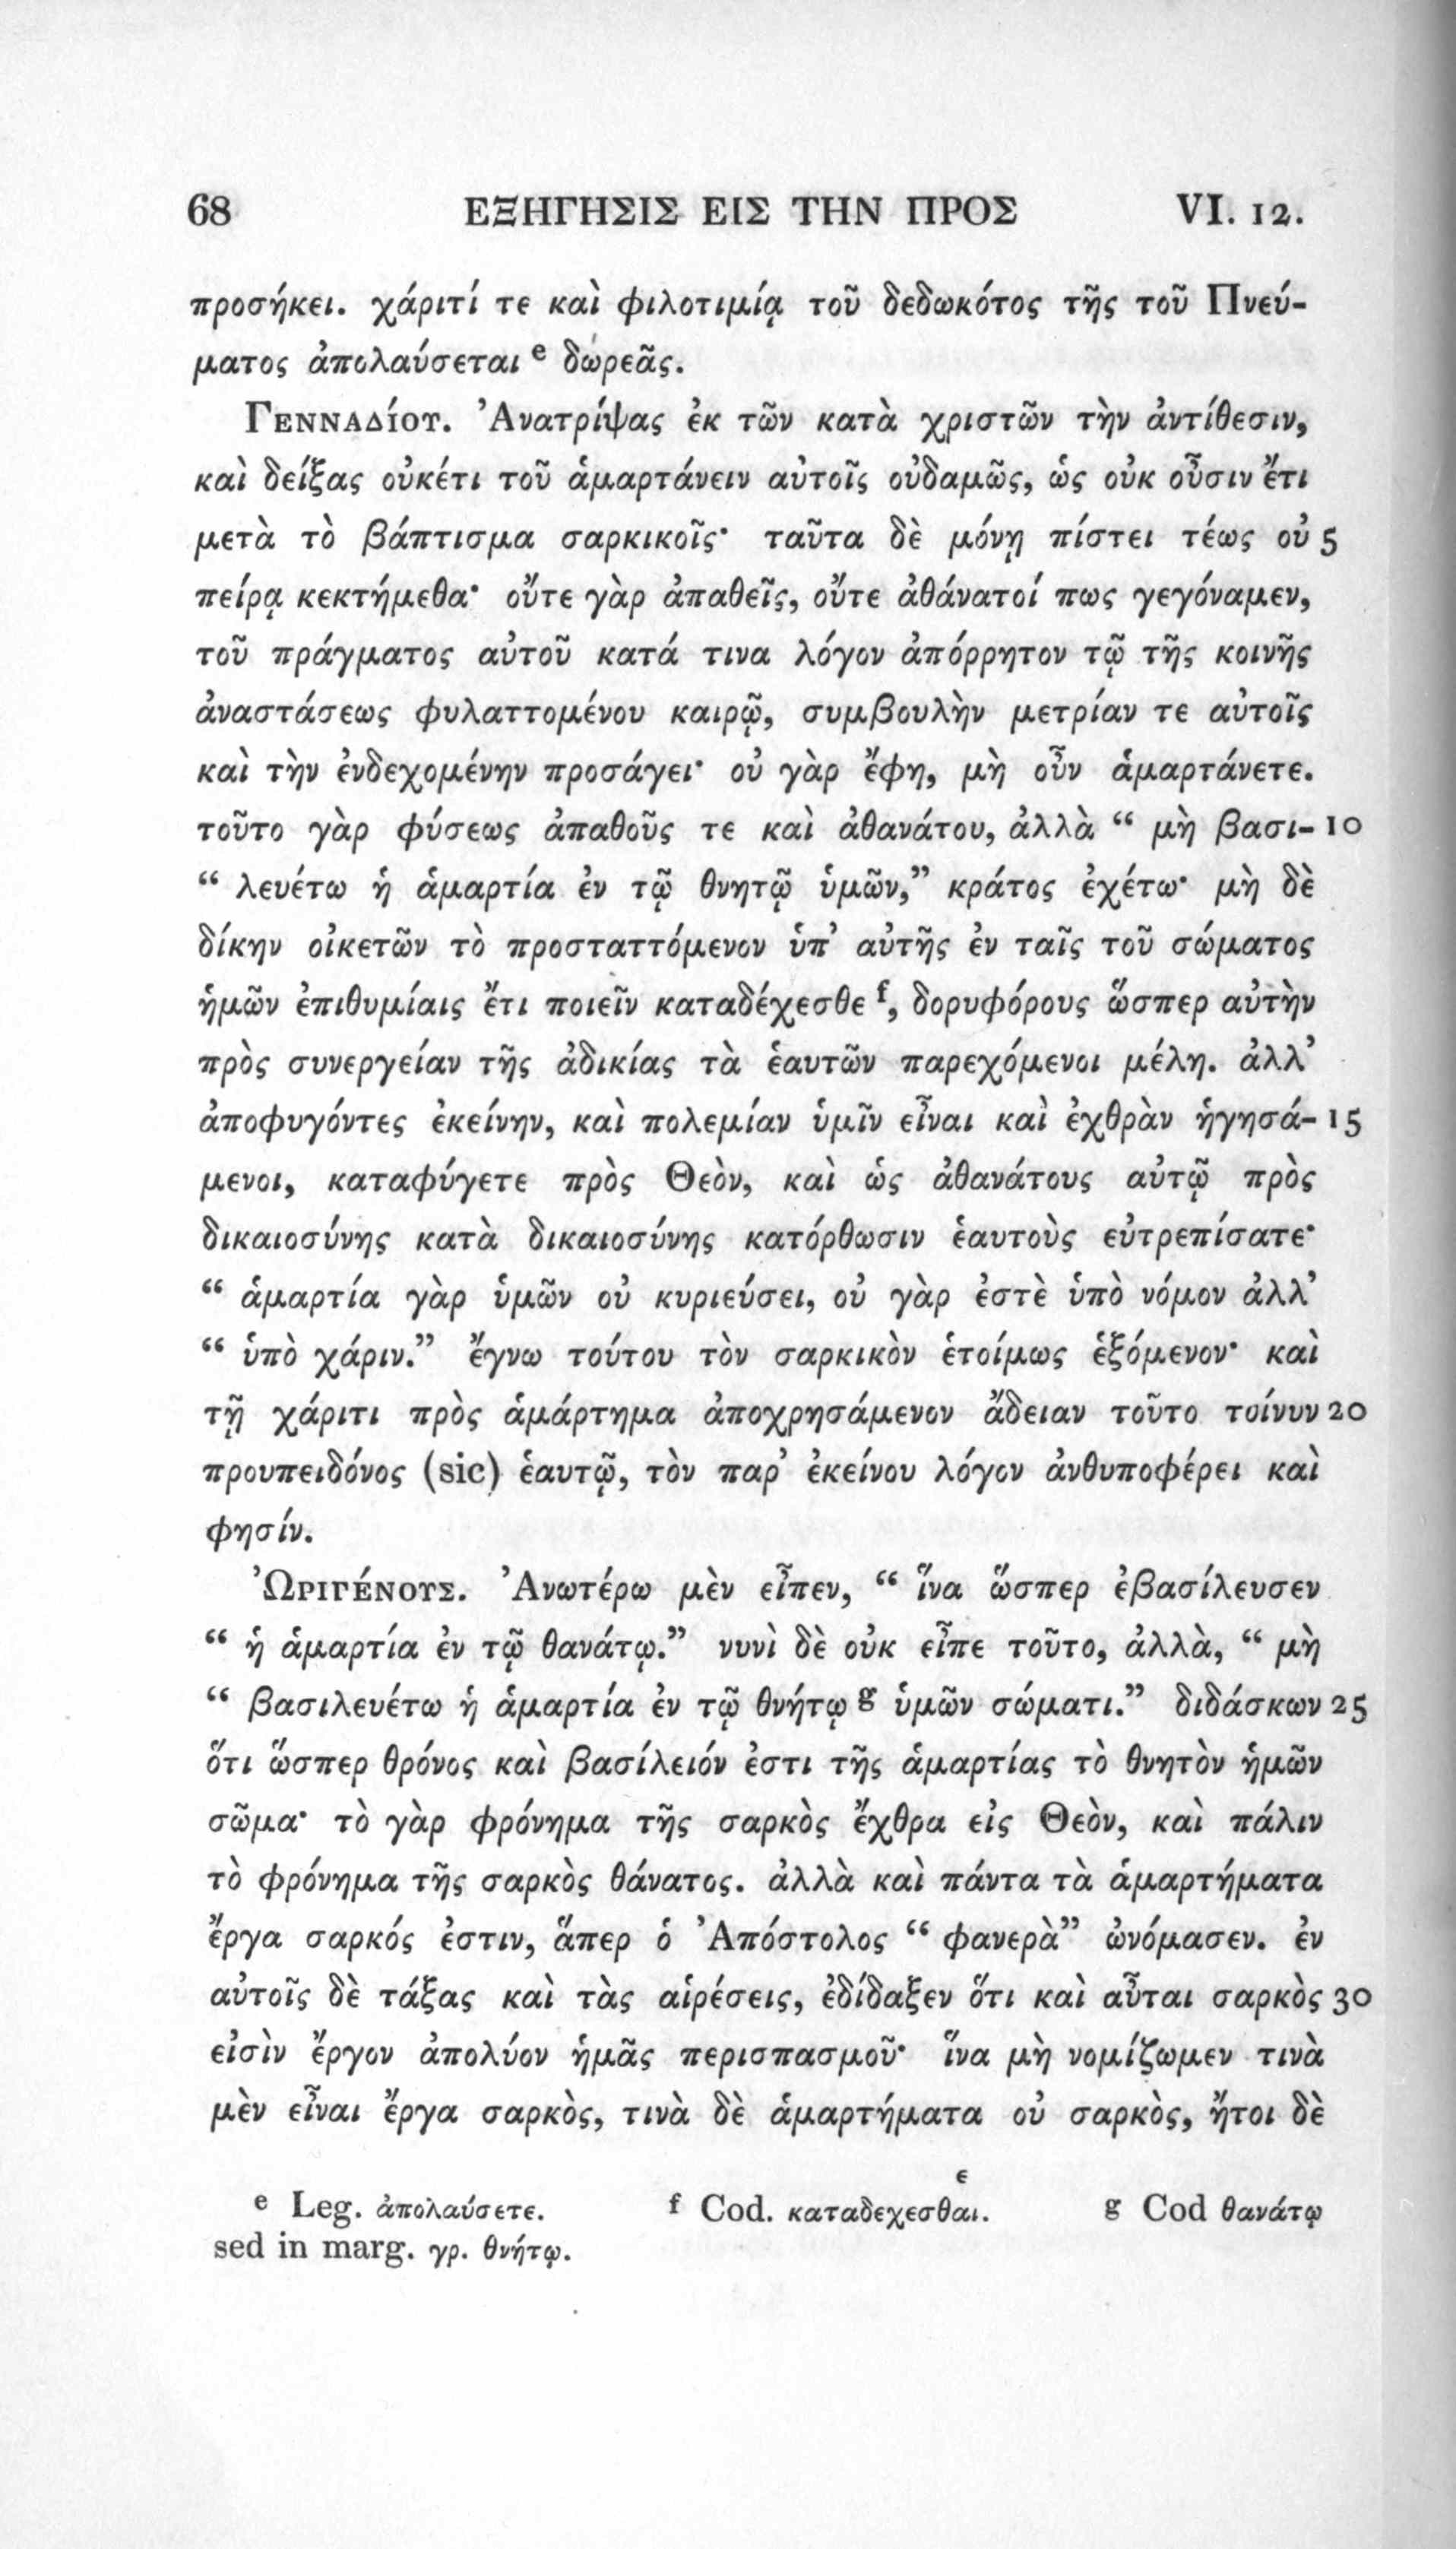 68 ΕΞΗΓΗΣΙΣ ΕΙΣ ΤΗΝ ΠΡΟΣ VI. 12.
προσήκει. χάριτί τε καὶ φιλοτιμίᾳ τοῦ δεδωκότος τῆς τοῦ Πνεύ-
ματος ἀπολαύσεται e δωρεᾶς.
Γενναδίου. Ἀνατρίψας ἐκ τῶν κατὰ χριστῶν τὴν ἀντίθεσιν,
καὶ δείξας οὐκέτι τοῦ ἁμαρτάνειν αὐτοῖς οὐδαμῶς, ὡς οὐκ οὖσιν ἔτι
μετὰ τὸ βάπτισμα σαρκικοῖς· ταῦτα δὲ μόνῃ πίστει τέως οὐ 5
πείρᾳ κεκτήμεθα· οὔτε γὰρ ἀπαθεῖς, οὔτε ἀθάνατοί πως γεγόναμεν,
τοῦ πράγματος αὐτοῦ κατά τινα λόγον ἀπόρρητον τῷ τῆς κοινῆς
ἀναστάσεως φυλαττομένου καιρῷ, συμβουλὴν μετρίαν τε αὐτοῖς
καὶ τὴν ἐνδεχομένην προσάγει· οὐ γὰρ ἔφη, μὴ οὖν ἁμαρτάνετε.
τοῦτο γὰρ φύσεως ἀπαθοῦς τε καὶ ἀθανάτου, ἀλλὰ “ μὴ βασι- 10
“ λευέτω ἡ ἁμαρτία ἐν τῷ θνητῷ ὑμῶν,” κράτος ἐχέτω· μὴ δὲ
δίκην οἰκετῶν τὸ προσταττόμενον ὑπ’ αὐτῆς ἐν ταῖς τοῦ σώματος
ἡμῶν ἐπιθυμίαις ἔτι ποιεῖν καταδέχεσθε f, δορυφόρους ὥσπερ αὐτὴν
πρὸς συνεργείαν τῆς ἀδικίας τὰ ἑαυτῶν παρεχόμενοι μέλη. ἀλλ’
ἀποφυγόντες ἐκείνην, καὶ πολεμίαν ὑμῖν εἶναι καὶ ἐχθρὰν ἡγησά- 15
μενοι, καταφύγετε πρὸς Θεὸν, καὶ ὡς ἀθανάτους αὐτῷ πρὸς
δικαιοσύνης κατὰ δικαιοσύνης κατόρθωσιν ἑαυτοὺς εὐτρεπίσατε·
“ ἁμαρτία γὰρ ὑμῶν οὐ κυριεύσει, οὐ γὰρ ἐστὲ ὑπὸ νόμον ἀλλ’
“ ὑπὸ χάριν.” ἔγνω τούτου τὸν σαρκικὸν ἑτοίμως ἑξόμενον· καὶ
τῇ χάριτι πρὸς ἁμάρτημα ἀποχρησάμενον ἄδειαν τοῦτο τοίνυν 20
προυπειδόνος (sic) ἑαυτῷ, τὸν παρ’ ἐκείνου λόγον ἀνθυποφέρει καὶ
φησίν.
Ὠριγένους. Ἀνωτέρω μὲν εἶπεν, “ ἵνα ὥσπερ ἐβασίλευσεν
“ ἡ ἁμαρτία ἐν τῷ θανάτῳ.” νυνὶ δὲ οὐκ εἶπε τοῦτο, ἀλλὰ, “ μὴ
“ βασιλευέτω ἡ ἁμαρτία ἐν τῷ θνήτῳ g ὑμῶν σώματι.” διδάσκων 25
ὅτι ὥσπερ θρόνος καὶ βασίλειόν ἐστι τῆς ἁμαρτίας τὸ θνητὸν ἡμῶν
σῶμα· τὸ γὰρ φρόνημα τῆς σαρκὸς ἔχθρα εἰς Θεὸν, καὶ πάλιν
τὸ φρόνημα τῆς σαρκὸς θάνατος. ἀλλὰ καὶ πάντα τὰ ἁμαρτήματα
ἔργα σαρκός ἐστιν, ἅπερ ὁ Ἀπόστολος “ φανερὰ” ὠνόμασεν. ἐν
αὐτοῖς δὲ τάξας καὶ τὰς αἱρέσεις, ἐδίδαξεν ὅτι καὶ αὗται σαρκὸς 30
εἰσὶν ἔργον ἀπολύον ἡμᾶς περισπασμοῦ· ἵνα μὴ νομίζωμεν τινὰ
μὲν εἶναι ἔργα σαρκὸς, τινὰ δὲ ἁμαρτήματα οὐ σαρκὸς, ἤτοι δὲ
ε
e Leg. ἀπολαύσετε. f Cod. καταδεχεσθαι. g Cod θανάτῳ
sed in marg. γρ. θνήτῳ.